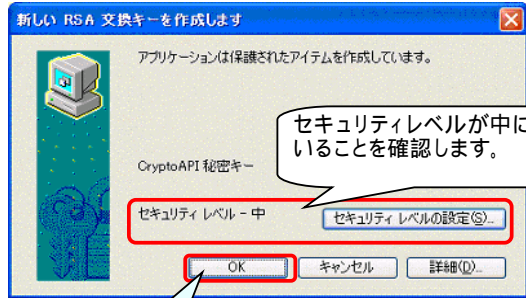 新しい RSA 交換キーを作成します
アプリケーションは保護されたアイテムを作成しています。
セキュリティレベルが中に
いることを確認します。
CryptoAPI 秘密キー
セキュリティ レベル - 中
セキュリティ レベルの設定(S)...
OK
キャンセル
詳細(D)...